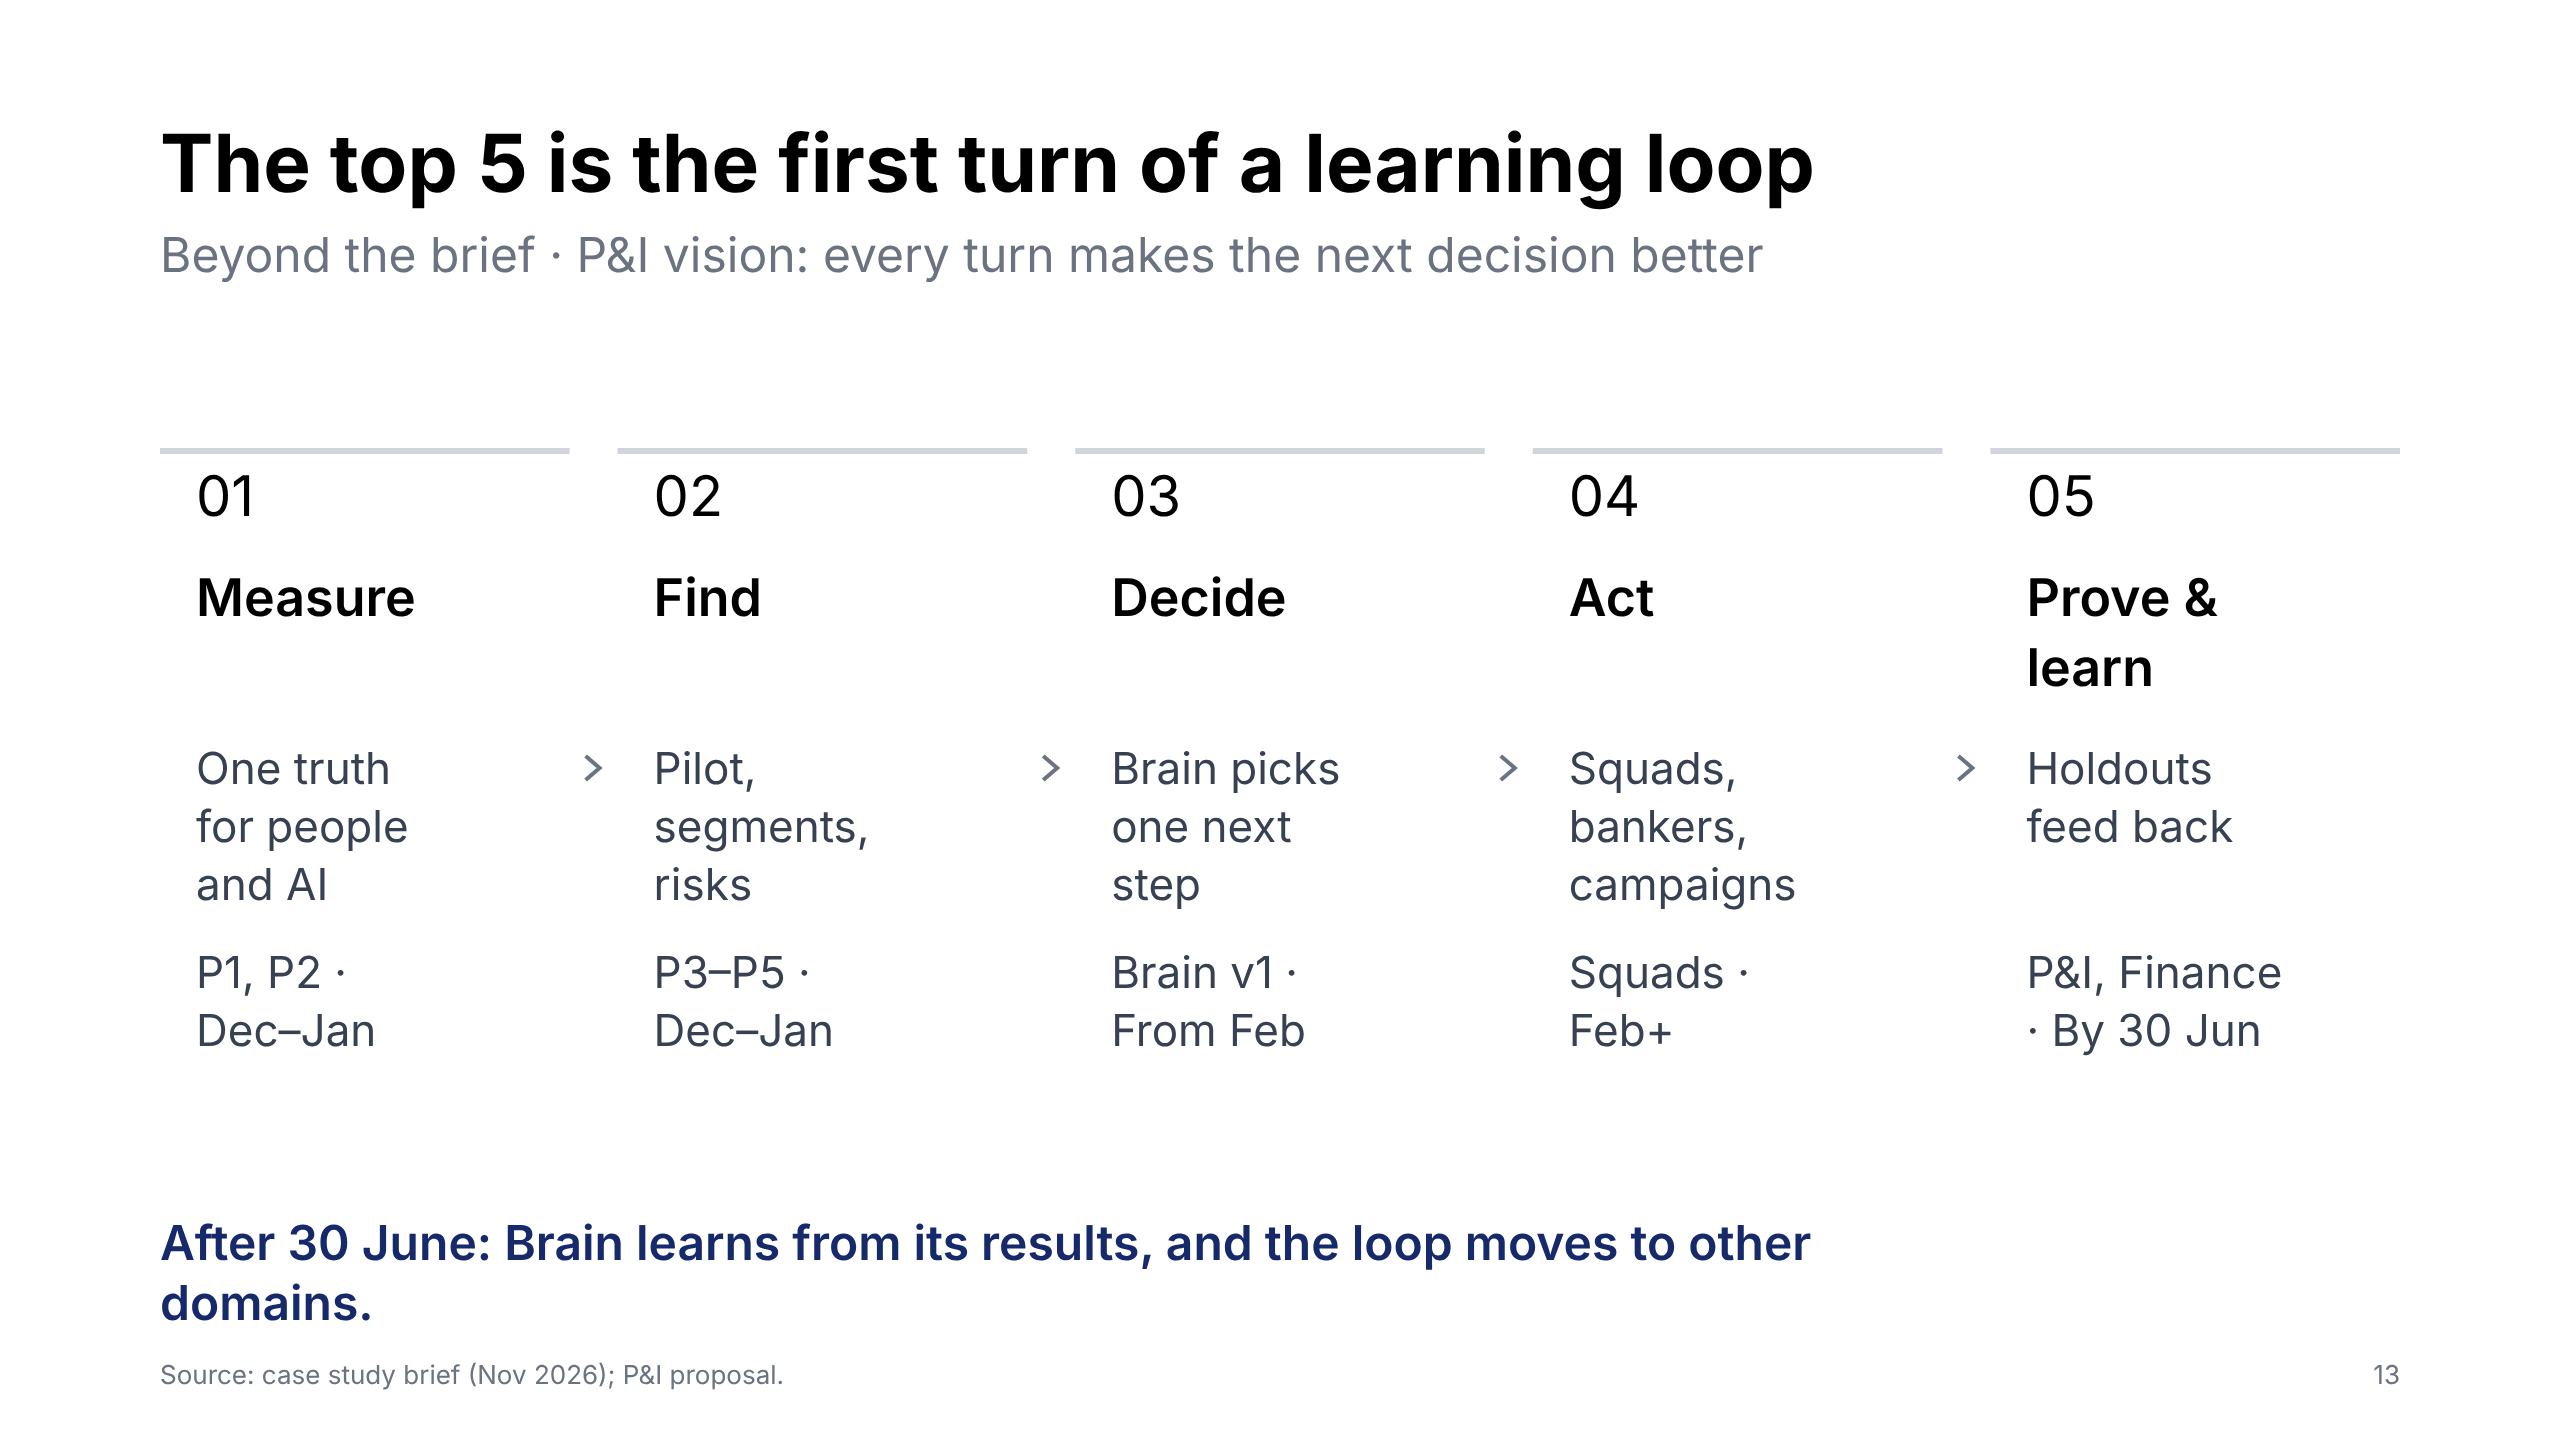 The top 5 is the first turn of a learning loop
Beyond the brief · P&I vision: every turn makes the next decision better
01
Measure
One truth
for people
and AI
P1, P2 ·
Dec–Jan
>
02
Find
Pilot,
segments,
risks
P3–P5 ·
Dec–Jan
>
03
Decide
Brain picks
one next
step
Brain v1 ·
From Feb
>
04
Act
Squads,
bankers,
campaigns
Squads ·
Feb+
>
05
Prove &
learn
Holdouts
feed back
P&I, Finance
· By 30 Jun
After 30 June: Brain learns from its results, and the loop moves to other
domains.
Source: case study brief (Nov 2026); P&I proposal.
13